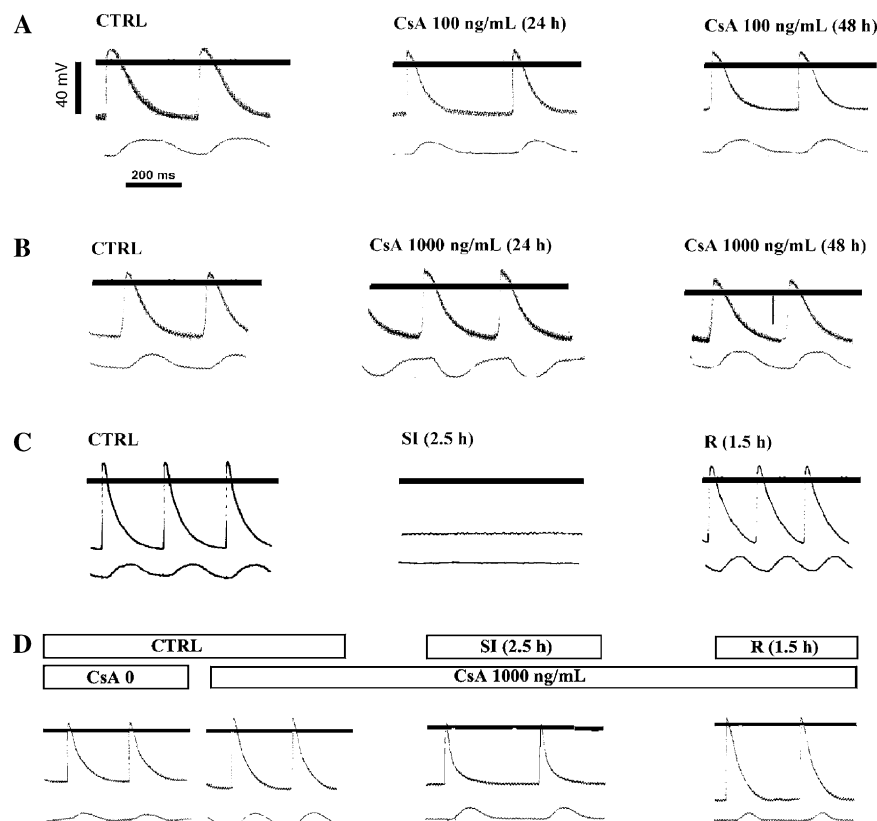 A
CTRL
CsA 100 ng/mL (24 h)
CsA 100 ng/mL (48 h)
40 mV
200 ms
B
CTRL
CsA 1000 ng/mL (24 h)
CsA 1000 ng/mL (48 h)
C
CTRL
SI (2.5 h)
R (1.5 h)
D
CTRL
SI (2.5 h)
R (1.5 h)
CsA 0
CsA 1000 ng/mL